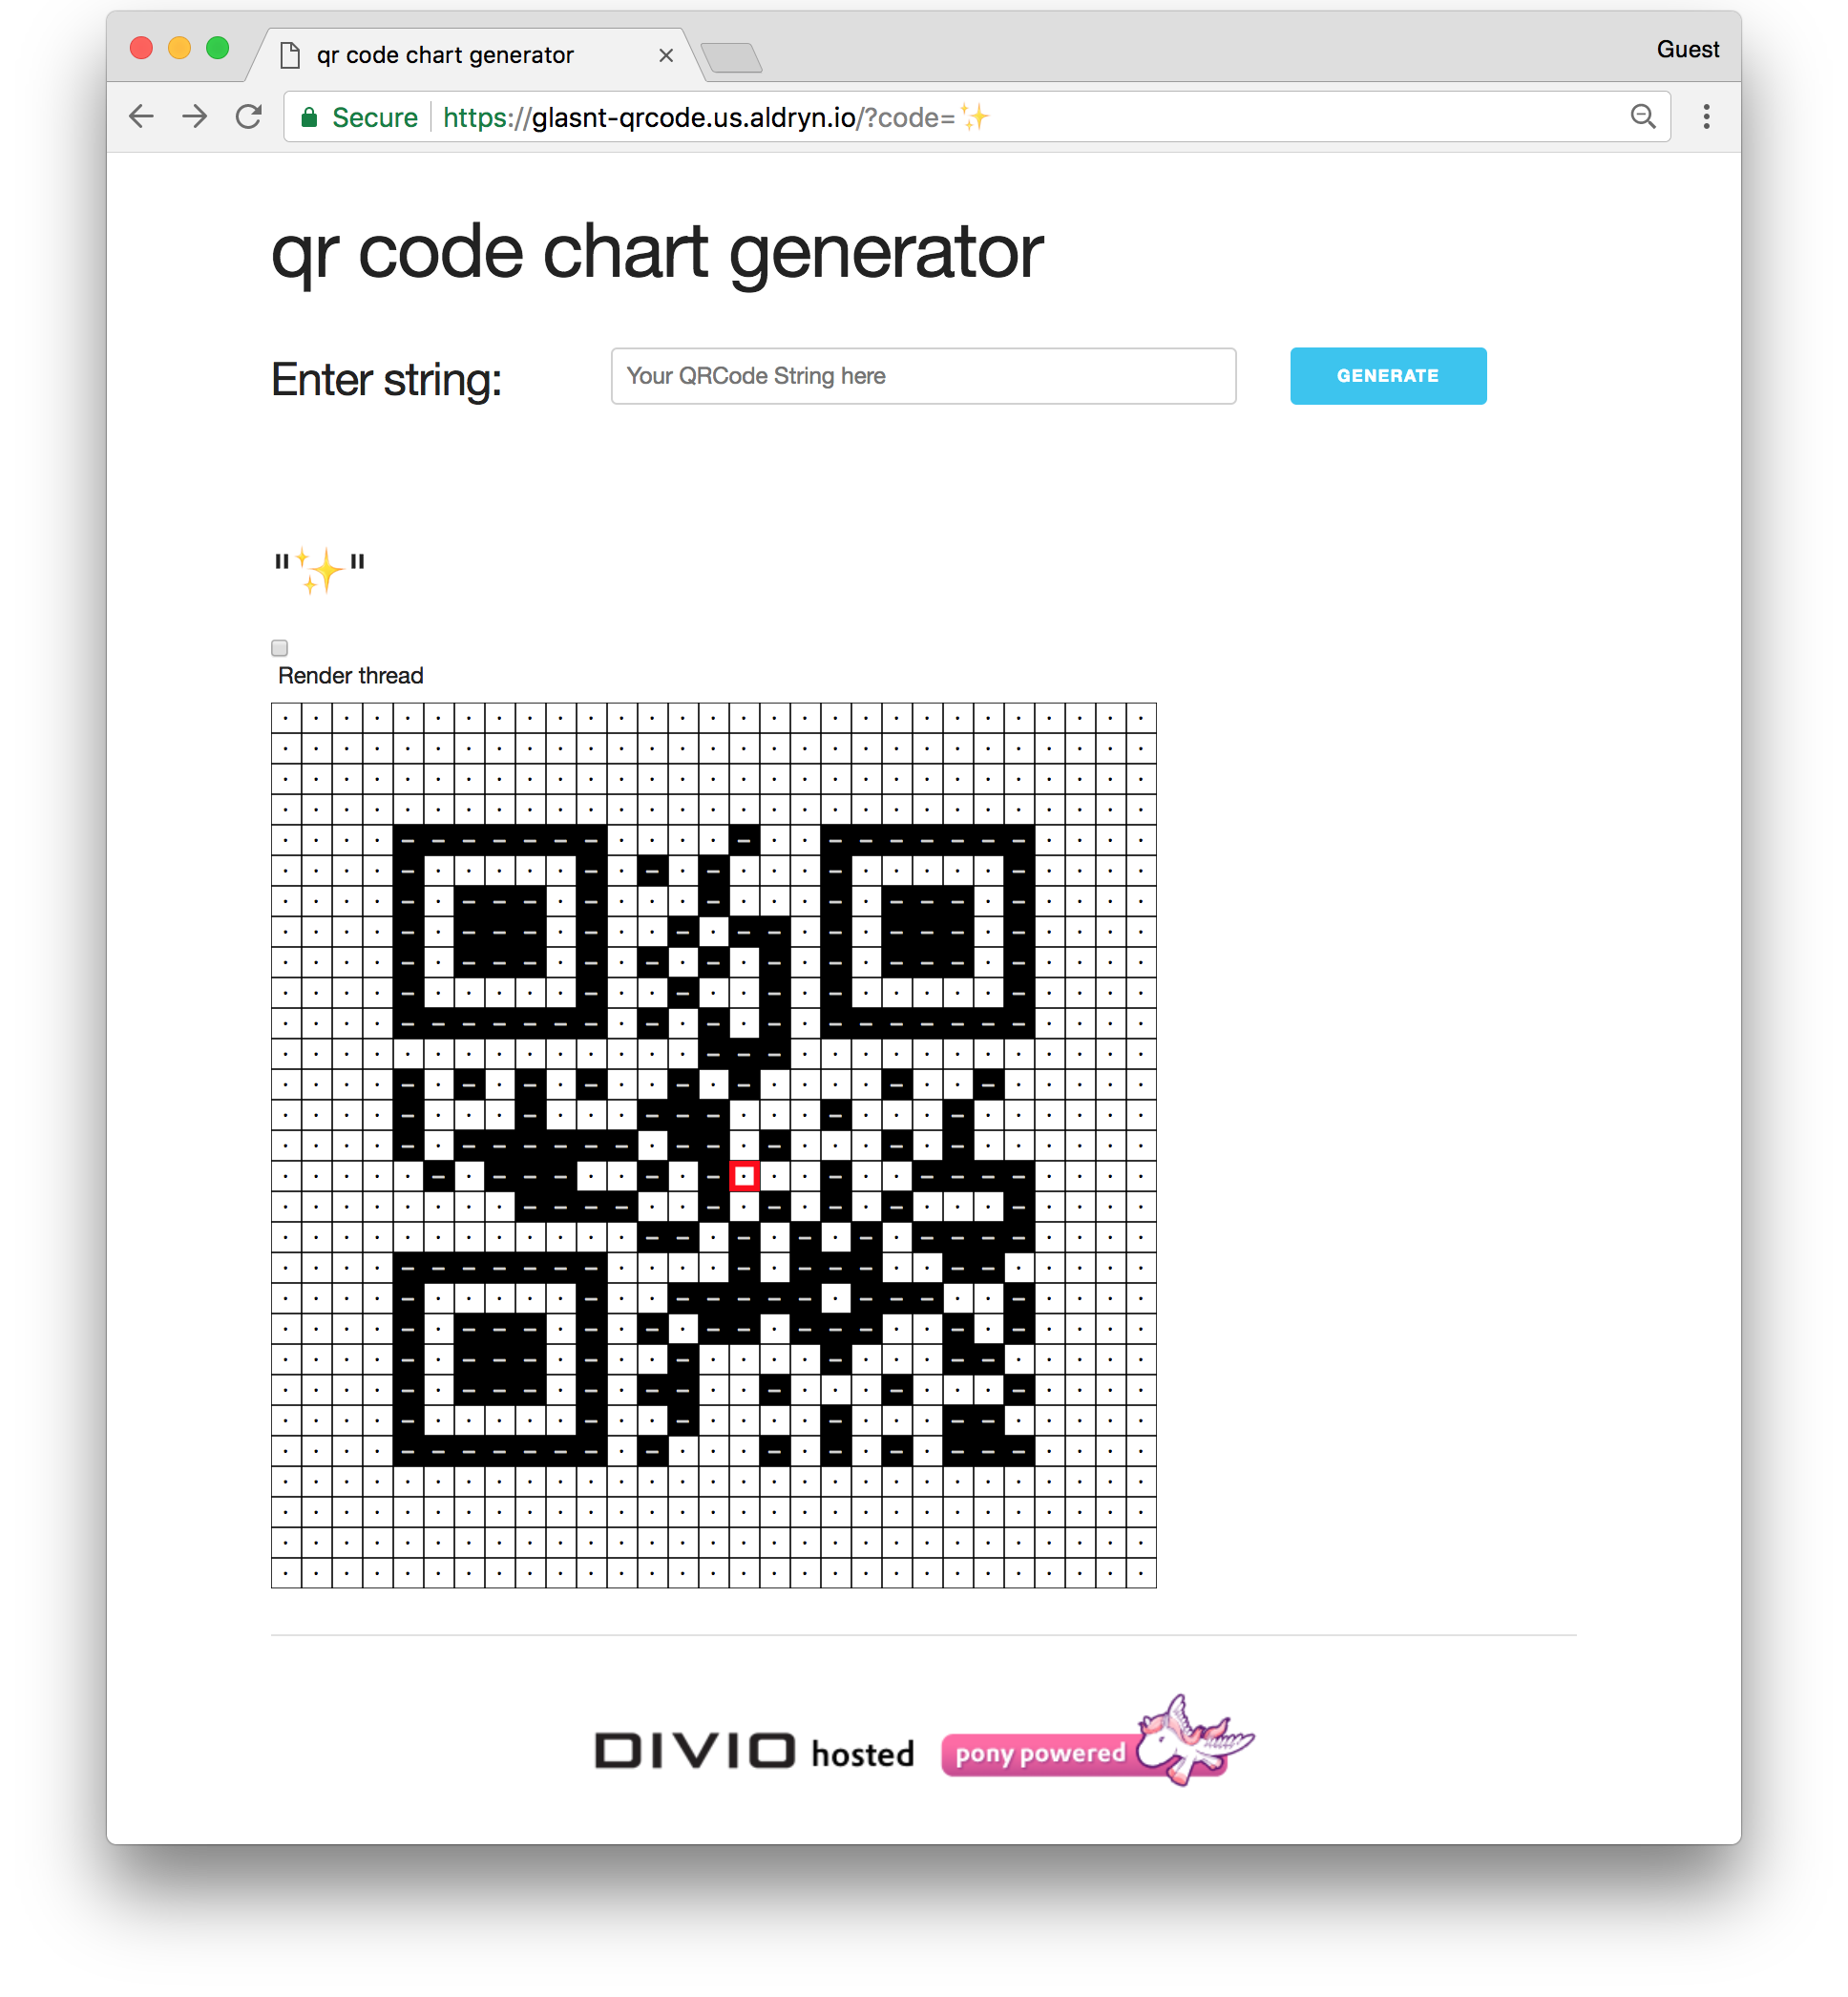 qr code chart generator
Guest
Secure https://glasnt-qrcode.us.aldryn.io/?code=✨
qr code chart generator
Enter string:
Your QRCode String here
GENERATE
"✨"
Render thread
DIVIO hosted
pony powered